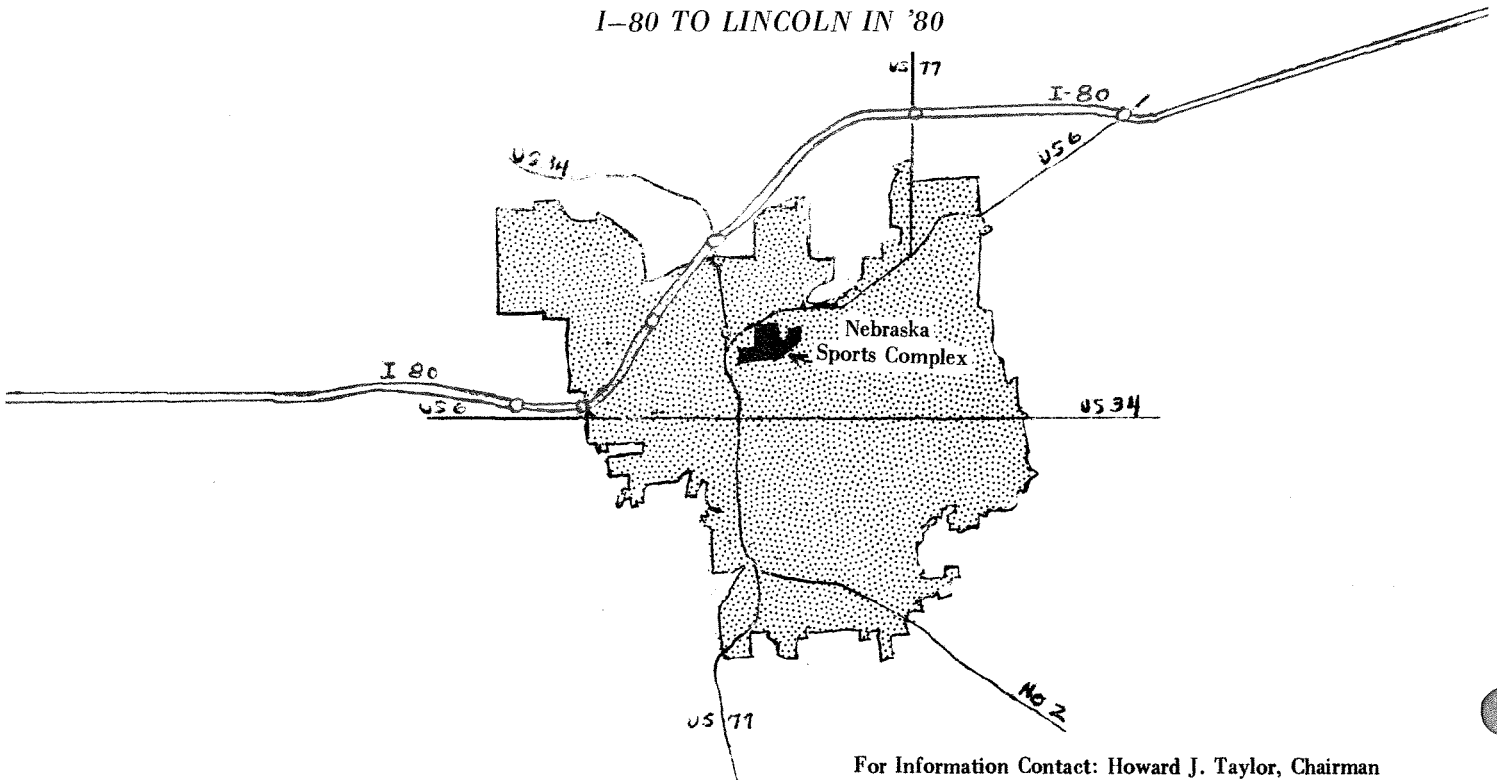 I–80 TO LINCOLN IN '80
US 77
I-80
US 6
US 34
Nebraska
Sports Complex
I 80
US 6
US 34
No 2
US 77
For Information Contact: Howard J. Taylor, Chairman